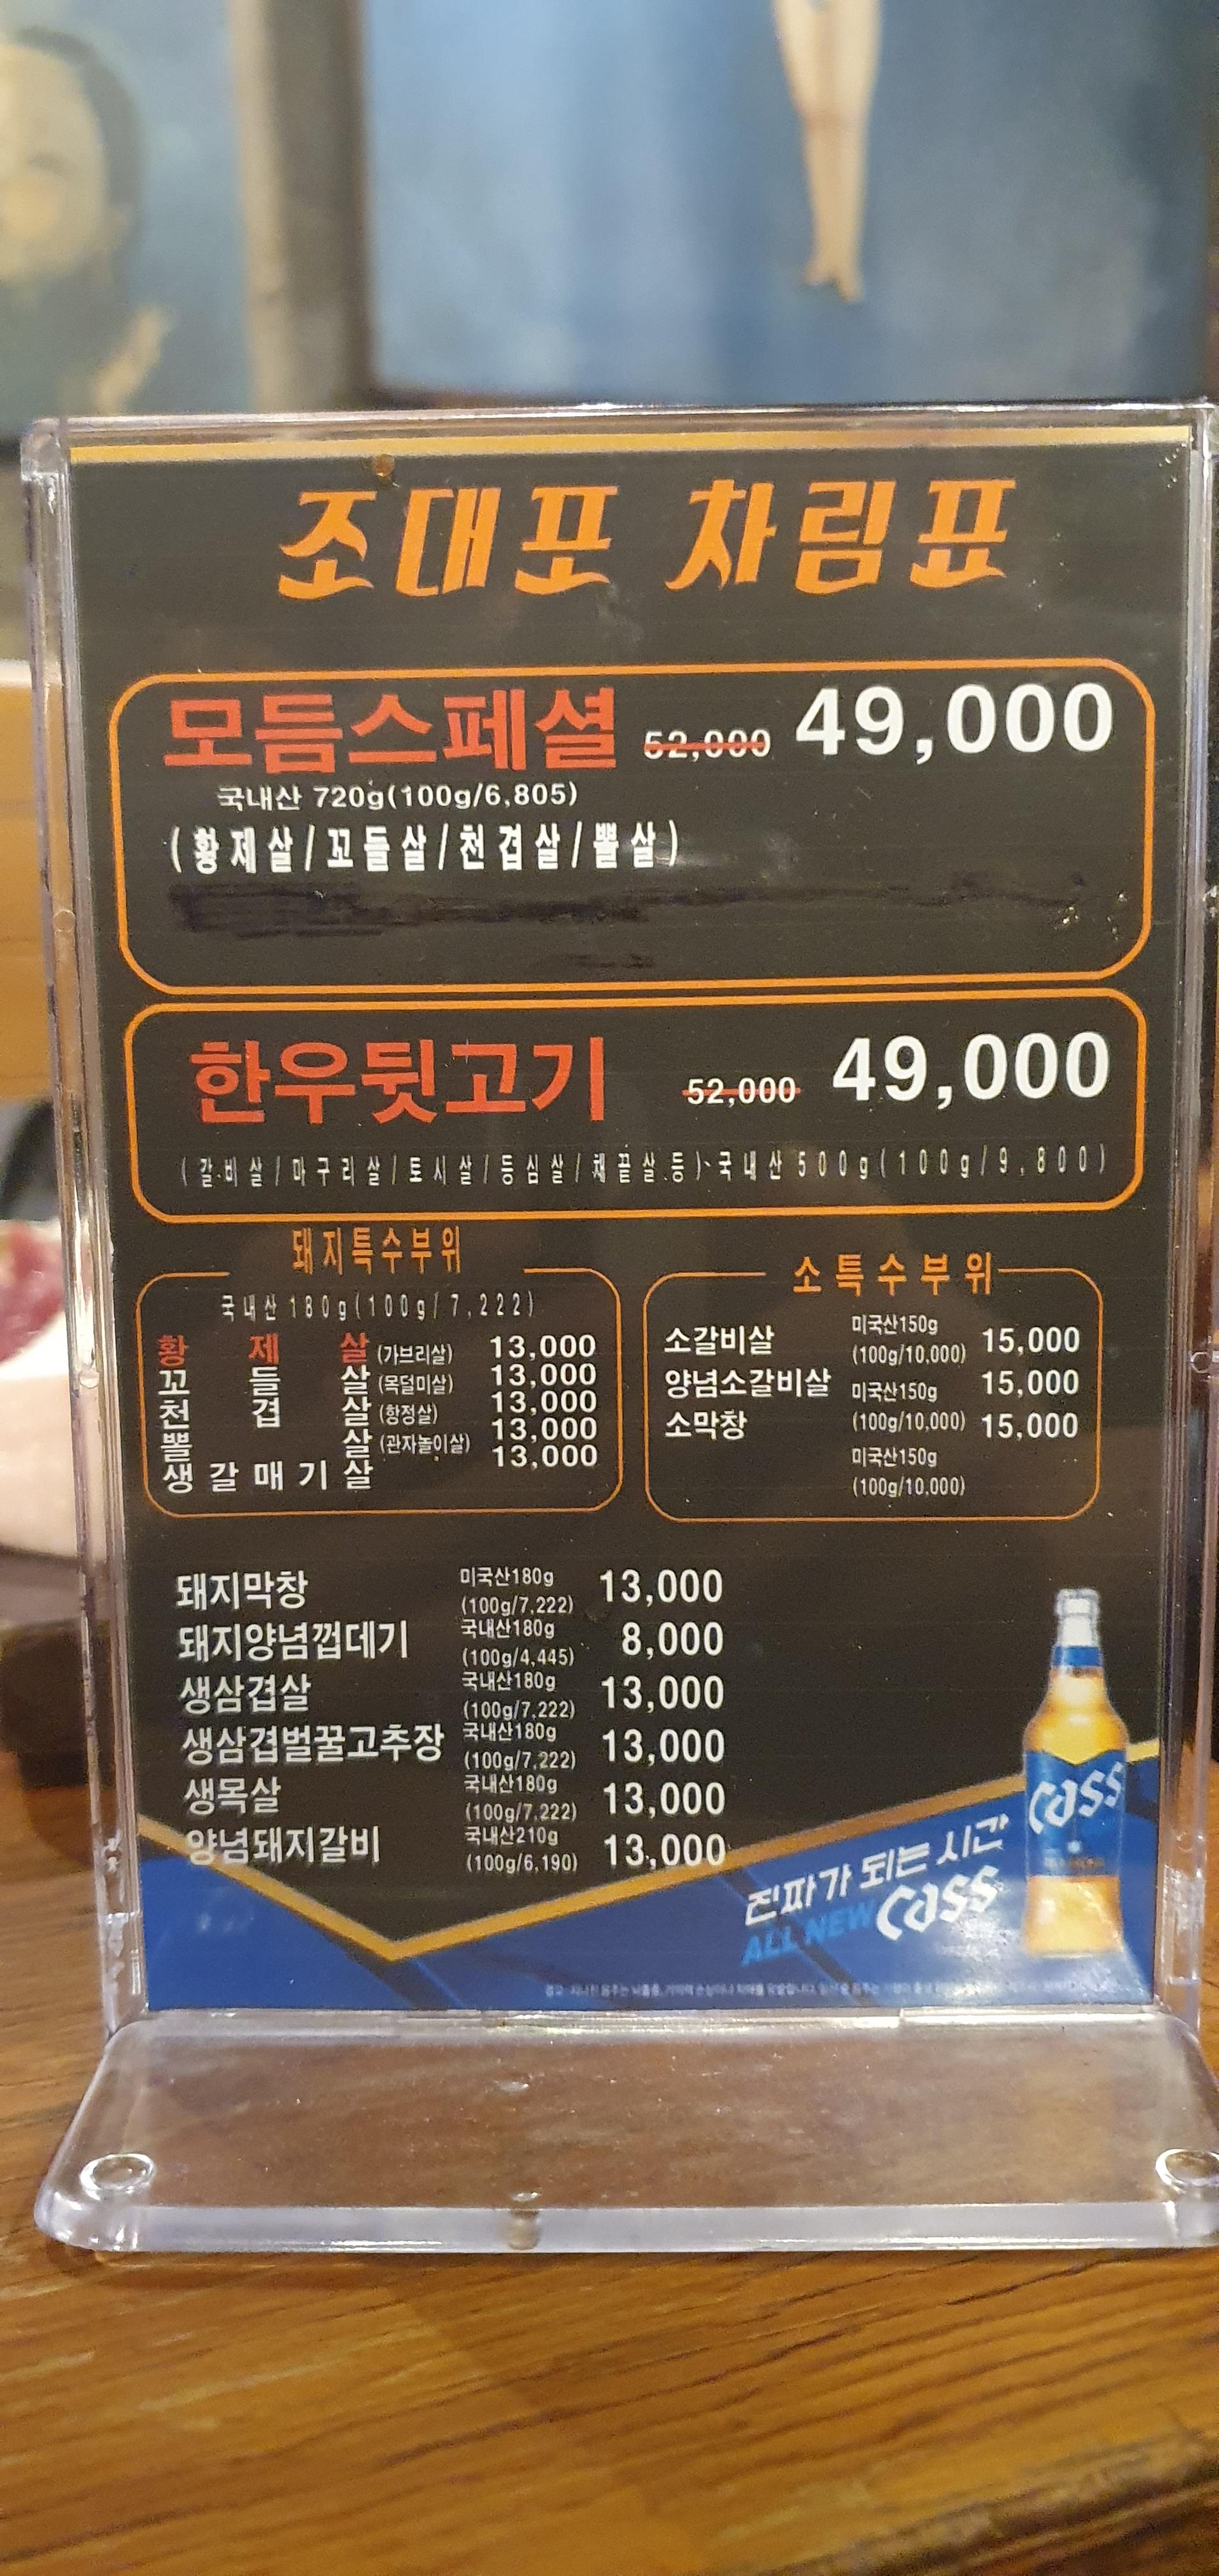 조대포 차림표
모듬스페셜 52,000 49,000
국내산 720g(100g/6,805)
(황제살/꼬들살/천겹살/뽈살)
한우뒷고기 52,000 49,000
(갈비살/마구리살/토시살/등심살/채끝살등)국내산500g(100g/9,800)
돼지특수부위
국내산180g(100g/7,222)
황제살(가브리살) 13,000
꼬들살(목덜미살) 13,000
천겹살(항정살) 13,000
뽈살(관자놀이살) 13,000
생갈매기살 13,000
소특수부위
소갈비살 미국산150g (100g/10,000) 15,000
양념소갈비살 미국산150g (100g/10,000) 15,000
소막창 미국산150g (100g/10,000) 15,000
돼지막창 미국산180g (100g/7,222) 13,000
돼지양념껍데기 국내산180g (100g/4,445) 8,000
생삼겹살 국내산180g (100g/7,222) 13,000
생삼겹벌꿀고추장 국내산180g (100g/7,222) 13,000
생목살 국내산180g (100g/7,222) 13,000
양념돼지갈비 국내산210g (100g/6,190) 13,000
진짜가 되는 시간
ALL NEW Cass
Cass